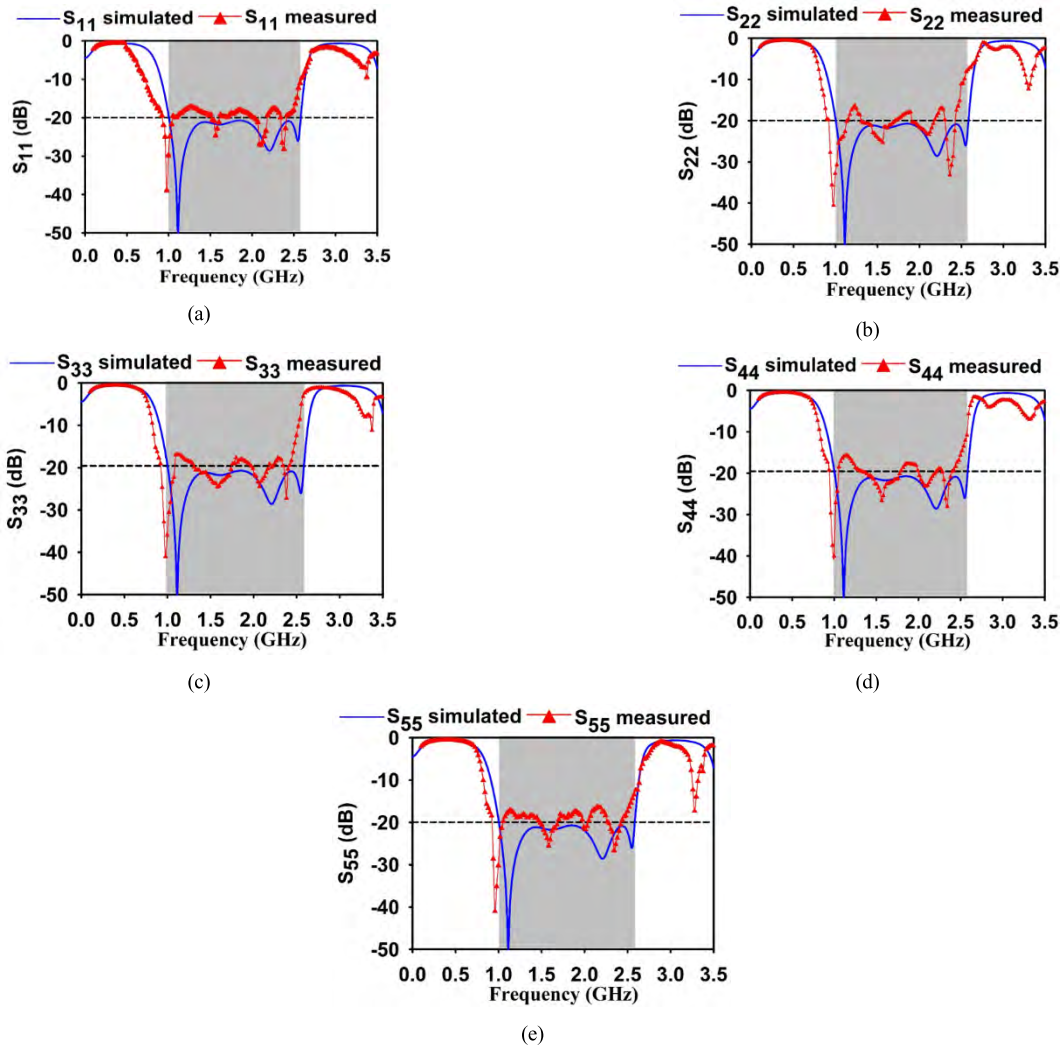 S11 simulated S11 measured
0
-10
-20
-30
-40
-50
S11 (dB)
0.0 0.5 1.0 1.5 2.0 2.5 3.0 3.5
Frequency (GHz)
(a)
S22 simulated S22 measured
0
-10
-20
-30
-40
-50
S22 (dB)
0.0 0.5 1.0 1.5 2.0 2.5 3.0 3.5
Frequency (GHz)
(b)
S33 simulated S33 measured
0
-10
-20
-30
-40
-50
S33 (dB)
0.0 0.5 1.0 1.5 2.0 2.5 3.0 3.5
Frequency (GHz)
(c)
S44 simulated S44 measured
0
-10
-20
-30
-40
-50
S44 (dB)
0.0 0.5 1.0 1.5 2.0 2.5 3.0 3.5
Frequency (GHz)
(d)
S55 simulated S55 measured
0
-10
-20
-30
-40
-50
S55 (dB)
0.0 0.5 1.0 1.5 2.0 2.5 3.0 3.5
Frequency (GHz)
(e)